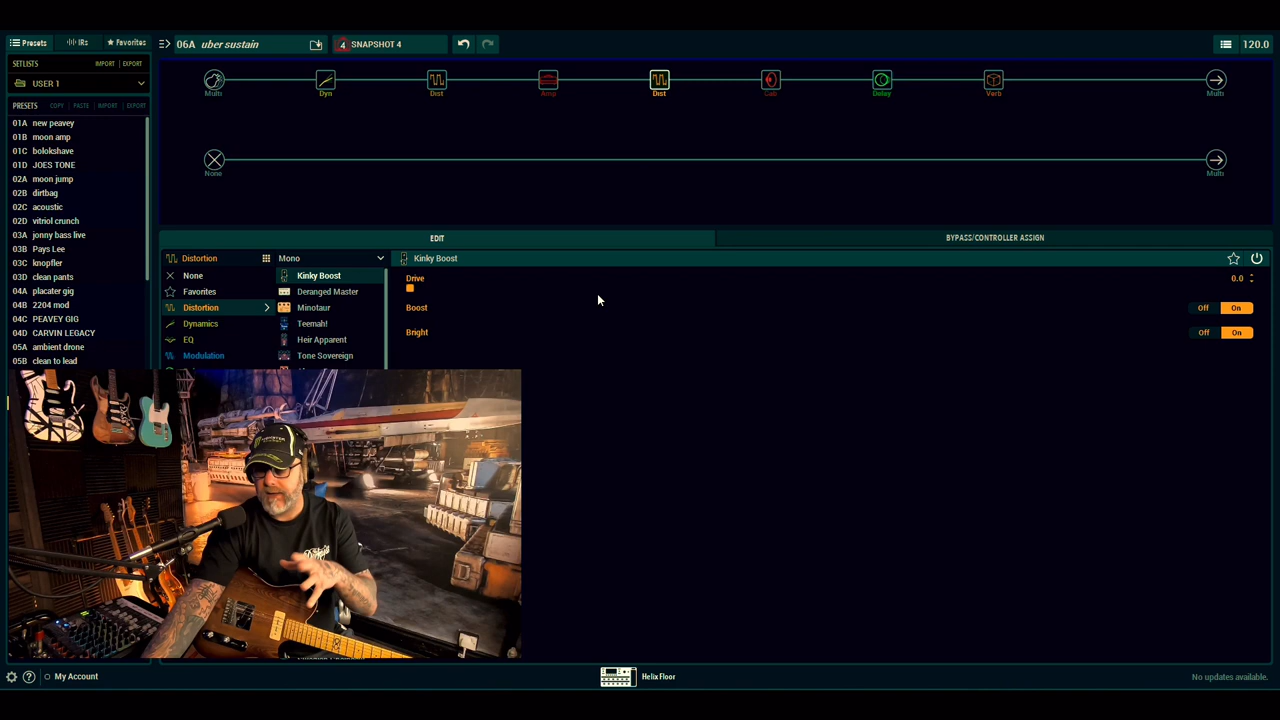 Presets IRs Favorites 06A uber sustain 4 SNAPSHOT 4 120.0
SETLISTS IMPORT EXPORT
USER 1
PRESETS COPY PASTE IMPORT EXPORT
Multi Dyn Dist Amp Dist Cab Delay Verb Multi
None Multi
01A new peavey
01B moon amp
01C bolokshave
01D JOES TONE
02A moon jump
02B dirtbag
02C acoustic
02D vitriol crunch
03A jonny bass live
03B Pays Lee
03C knopfler
03D clean pants
04A placater gig
04B 2204 mod
04C PEAVEY GIG
04D CARVIN LEGACY
05A ambient drone
05B clean to lead
EDIT BYPASS/CONTROLLER ASSIGN
Distortion Mono Kinky Boost
None
Favorites
Distortion
Dynamics
EQ
Modulation
Kinky Boost
Deranged Master
Minotaur
Teemah!
Heir Apparent
Tone Sovereign
Drive 0.0
Boost Off On
Bright Off On
My Account Helix Floor No updates available.